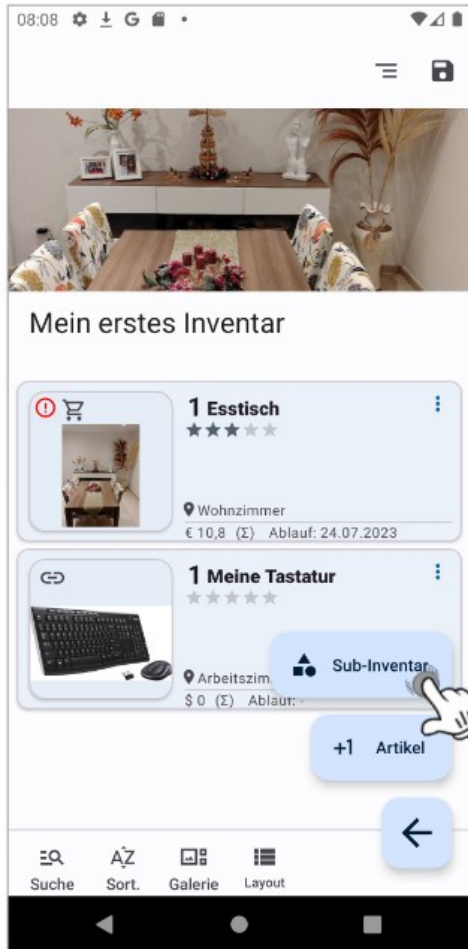 08:08
Mein erstes Inventar
1 Esstisch
Wohnzimmer
€ 10,8 (Σ) Ablauf: 24.07.2023
1 Meine Tastatur
Arbeitszim
$ 0 (Σ) Ablauf: -
Sub-Inventar
+1 Artikel
Suche Sort. Galerie Layout